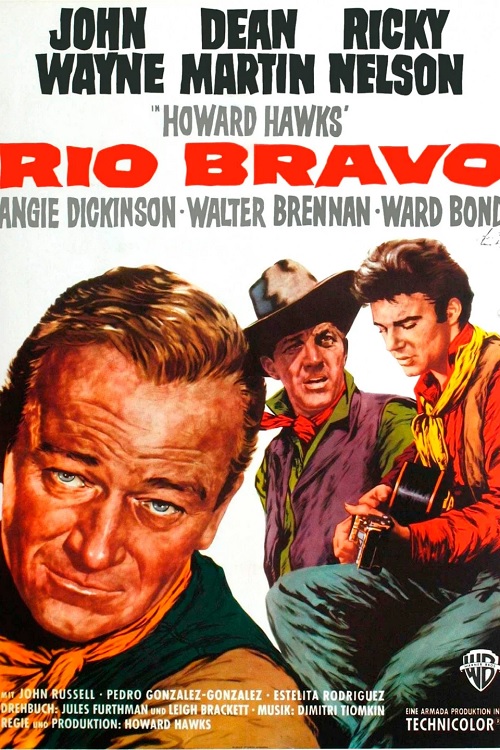 JOHN DEAN RICKY
WAYNE MARTIN NELSON
IN HOWARD HAWKS'
RIO BRAVO
ANGIE DICKINSON · WALTER BRENNAN · WARD BOND
MIT JOHN RUSSELL · PEDRO GONZALEZ-GONZALEZ · ESTELITA RODRIGUEZ
DREHBUCH: JULES FURTHMAN UND LEIGH BRACKETT · MUSIK: DIMITRI TIOMKIN
REGIE UND PRODUKTION: HOWARD HAWKS
WB
EINE ARMADA PRODUKTION IN
TECHNICOLOR